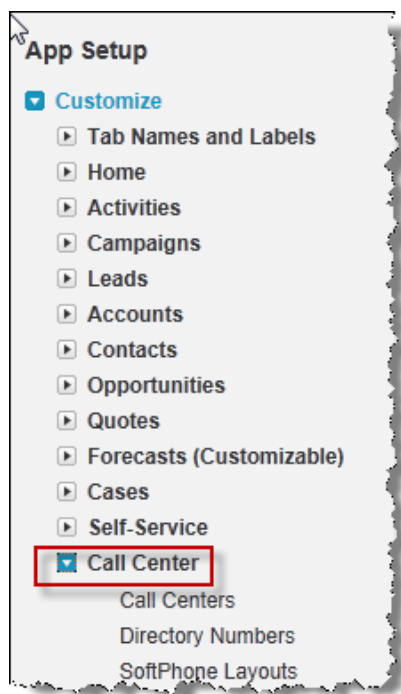 App Setup
Customize
Tab Names and Labels
Home
Activities
Campaigns
Leads
Accounts
Contacts
Opportunities
Quotes
Forecasts (Customizable)
Cases
Self-Service
Call Center
Call Centers
Directory Numbers
SoftPhone Layouts